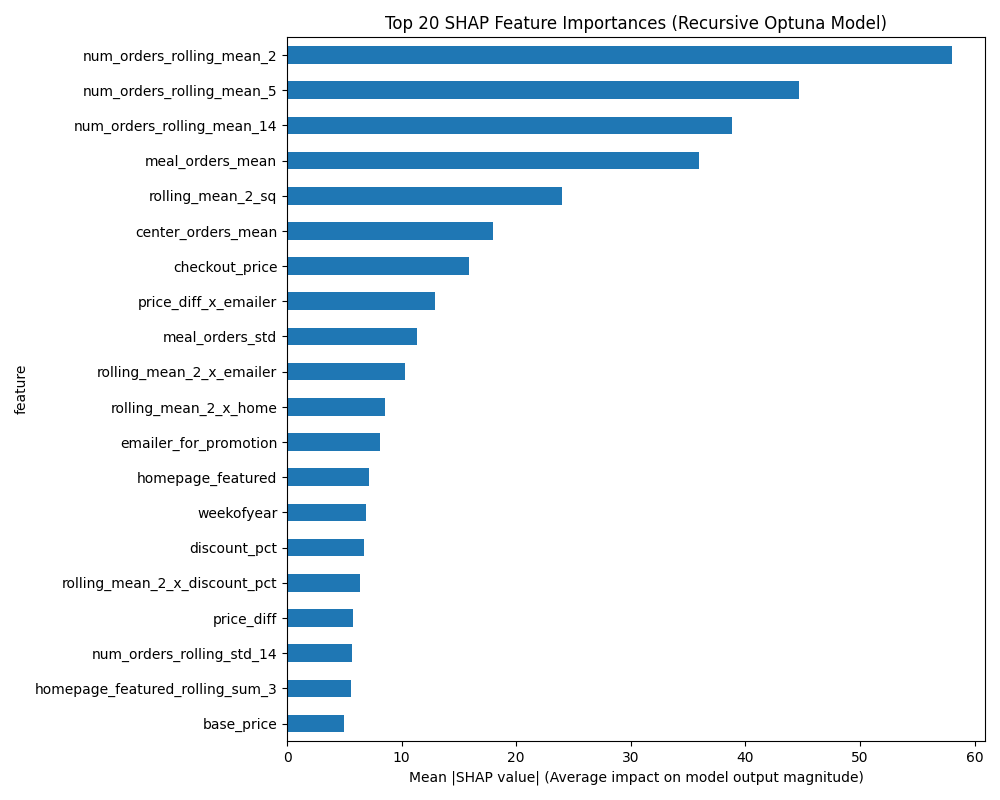 Top 20 SHAP Feature Importances (Recursive Optuna Model)
num_orders_rolling_mean_2
num_orders_rolling_mean_5
num_orders_rolling_mean_14
meal_orders_mean
rolling_mean_2_sq
center_orders_mean
checkout_price
price_diff_x_emailer
meal_orders_std
rolling_mean_2_x_emailer
rolling_mean_2_x_home
emailer_for_promotion
homepage_featured
weekofyear
discount_pct
rolling_mean_2_x_discount_pct
price_diff
num_orders_rolling_std_14
homepage_featured_rolling_sum_3
base_price
feature
0 10 20 30 40 50 60
Mean |SHAP value| (Average impact on model output magnitude)